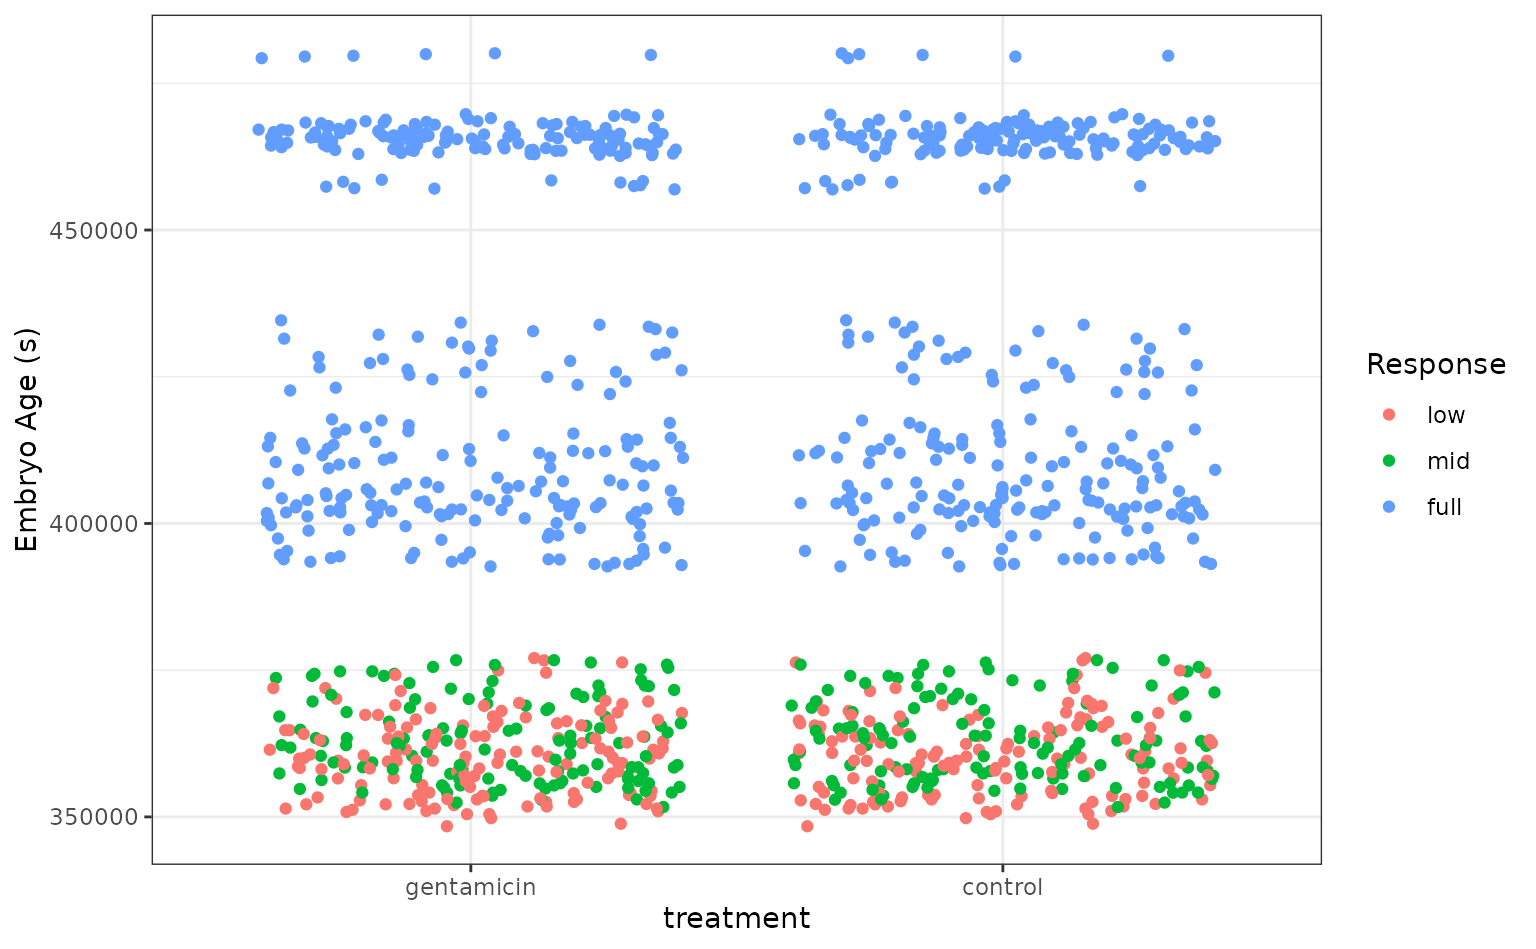 450000
400000
350000
Embryo Age (s)
gentamicin
control
treatment
Response
low
mid
full